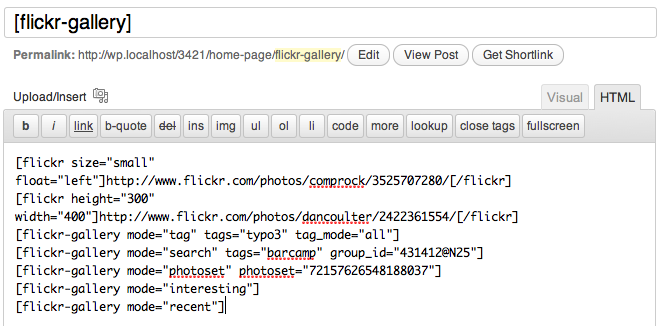 [flickr-gallery]
Permalink: http://wp.localhost/3421/home-page/flickr-gallery/ Edit View Post Get Shortlink
Upload/Insert Visual HTML
b i link b-quote del ins img ul ol li code more lookup close tags fullscreen
[flickr size="small"
float="left"]http://www.flickr.com/photos/comprock/3525707280/[/flickr]
[flickr height="300"
width="400"]http://www.flickr.com/photos/dancoulter/2422361554/[/flickr]
[flickr-gallery mode="tag" tags="typo3" tag_mode="all"]
[flickr-gallery mode="search" tags="barcamp" group_id="431412@N25"]
[flickr-gallery mode="photoset" photoset="72157626548188037"]
[flickr-gallery mode="interesting"]
[flickr-gallery mode="recent"]